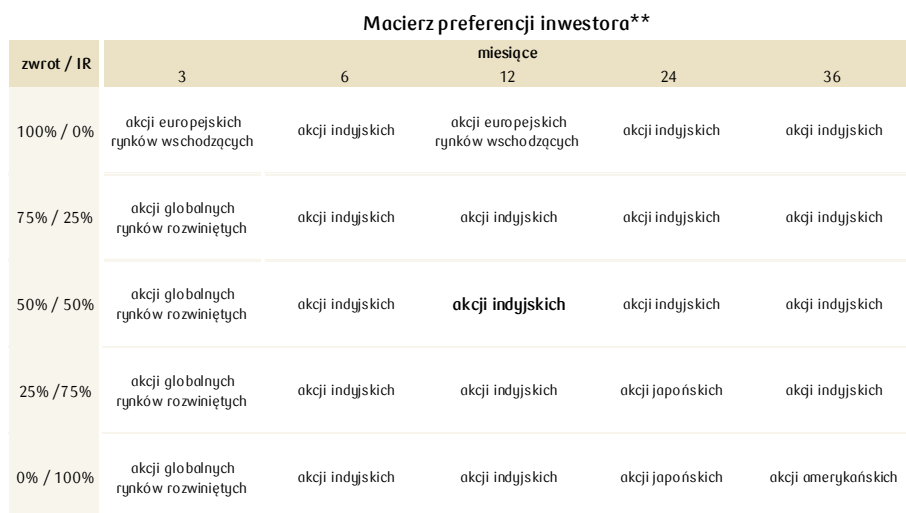 Macierz preferencji inwestora**
zwrot / IR
miesiące
3 6 12 24 36
100% / 0%
akcji europejskich
rynków wschodzących
akcji indyjskich
akcji europejskich
rynków wschodzących
akcji indyjskich
akcji indyjskich
75% / 25%
akcji globalnych
rynków rozwiniętych
akcji indyjskich
akcji indyjskich
akcji indyjskich
akcji indyjskich
50% / 50%
akcji globalnych
rynków rozwiniętych
akcji indyjskich
akcji indyjskich
akcji indyjskich
akcji indyjskich
25% /75%
akcji globalnych
rynków rozwiniętych
akcji indyjskich
akcji indyjskich
akcji japońskich
akcji indyjskich
0% / 100%
akcji globalnych
rynków rozwiniętych
akcji indyjskich
akcji indyjskich
akcji japońskich
akcji amerykańskich